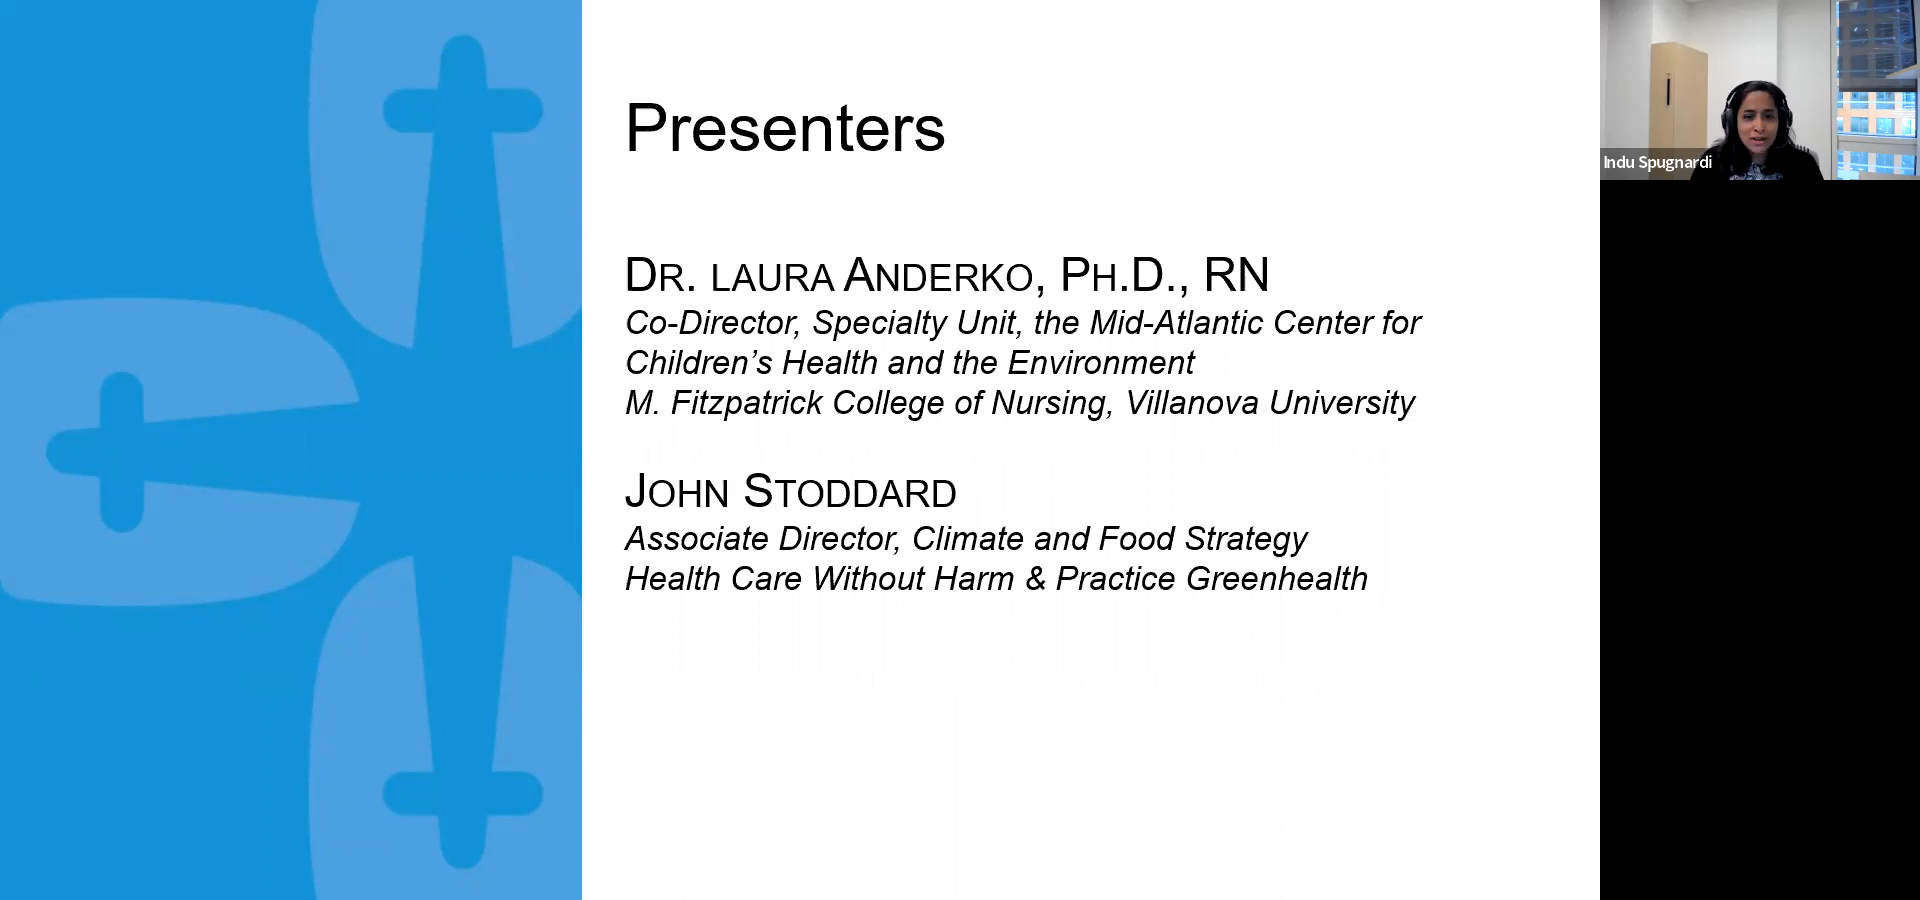 Presenters
DR. LAURA ANDERKO, PH.D., RN
Co-Director, Specialty Unit, the Mid-Atlantic Center for
Children’s Health and the Environment
M. Fitzpatrick College of Nursing, Villanova University
JOHN STODDARD
Associate Director, Climate and Food Strategy
Health Care Without Harm & Practice Greenhealth
Indu Spugnardi